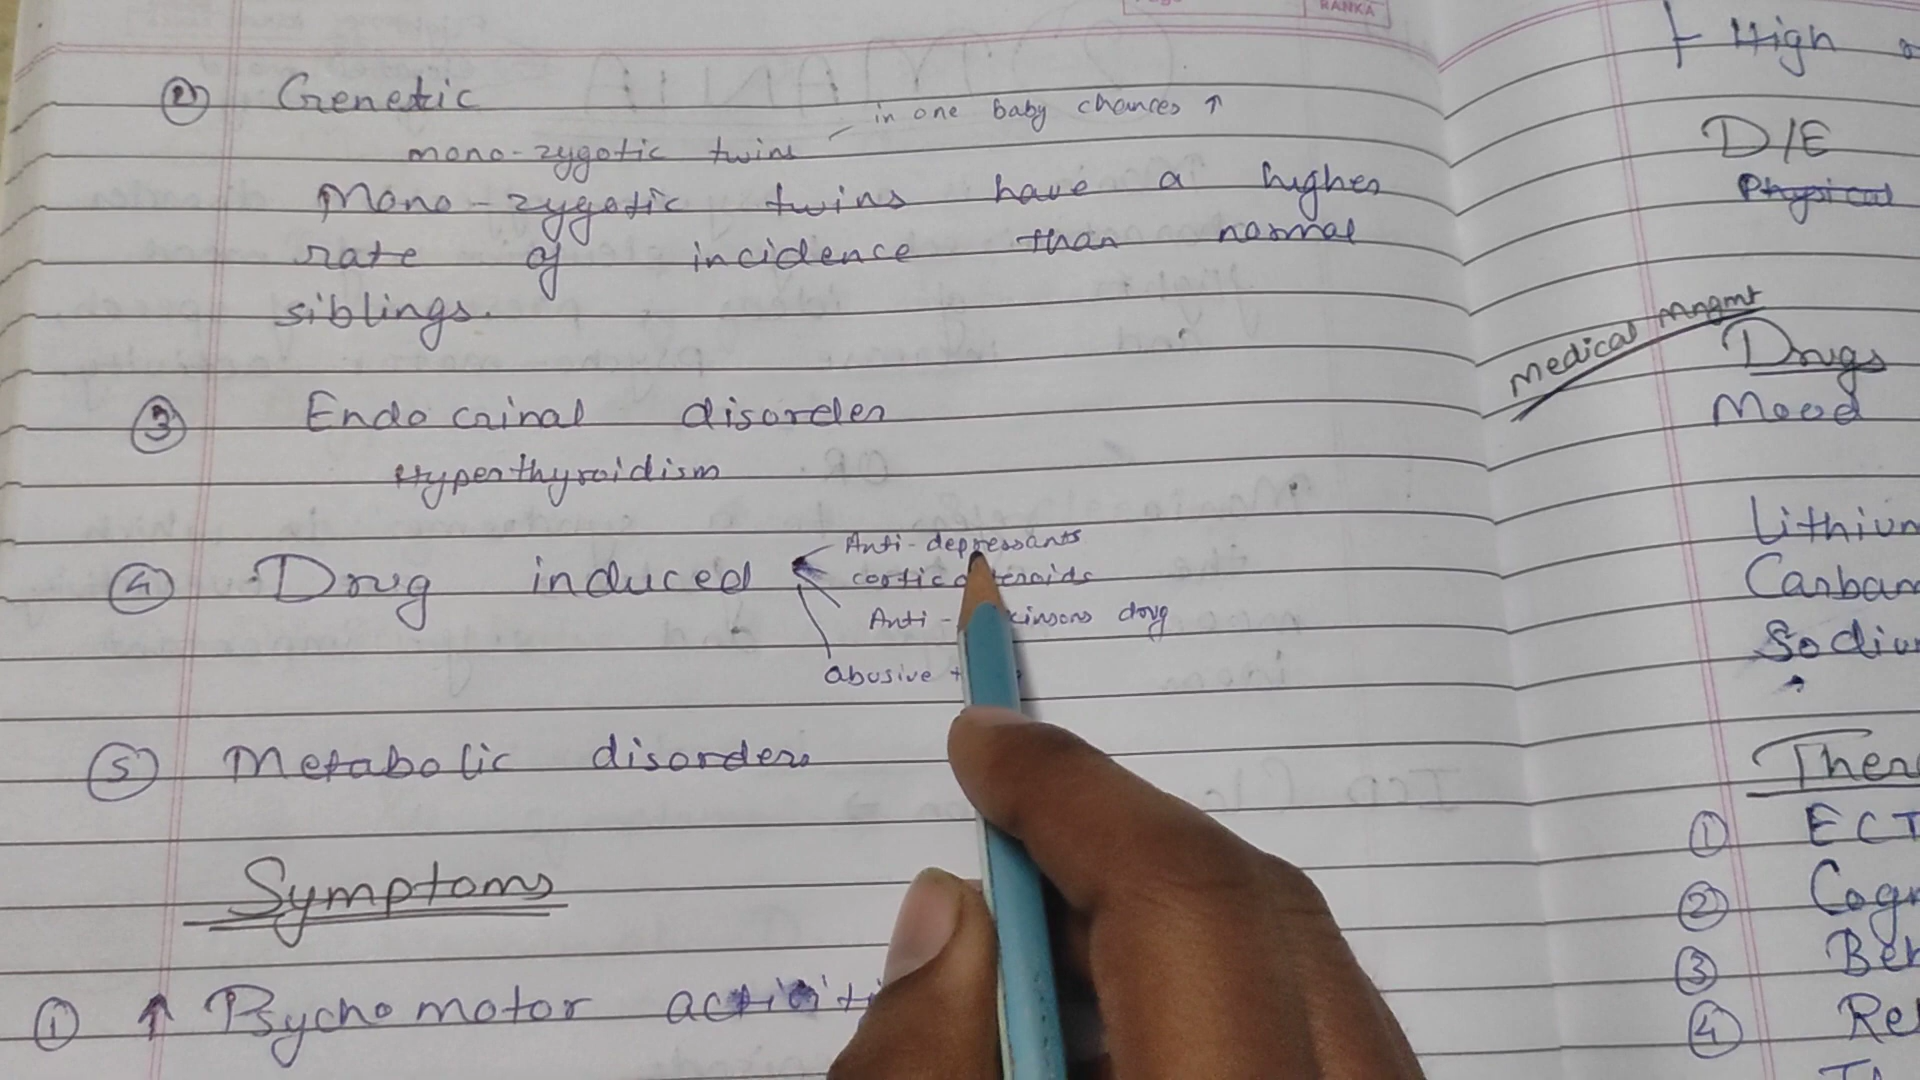 RANKA
② Genetic
in one baby chances ↑
mono-zygotic twins
Mono-zygotic twins have a higher
rate of incidence than normal
siblings.
③ Endocrinal disorder
Hyperthyroidism
④ Drug induced
Anti-depressants
corticosteroids
Anti- drug
Abusive
⑤ Metabolic disorders
Symptoms
① ↑ Psychomotor
High
D/E
Physical
Medical Mngmt
Drugs
Mood
Lithium
Carbam
Sodiu
Ther
① ECT
② Cogn
③ Beh
④ Re